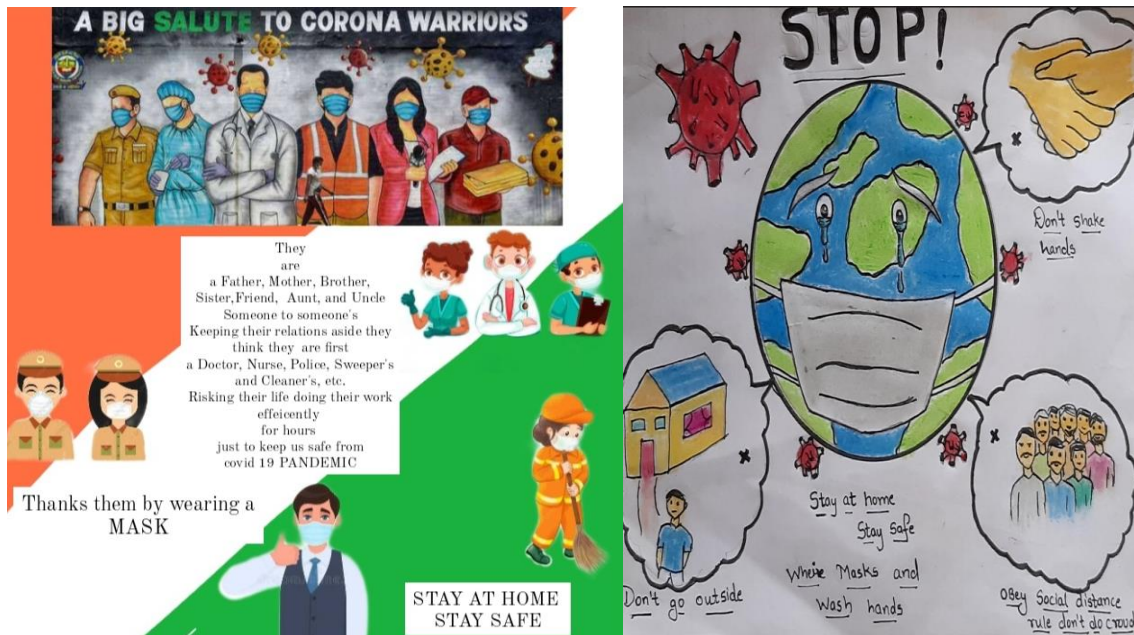 A BIG SALUTE TO CORONA WARRIORS
They
are
a Father, Mother, Brother,
Sister,Friend, Aunt, and Uncle
Someone to someone's
Keeping their relations aside they
think they are first
a Doctor, Nurse, Police, Sweeper's
and Cleaner's, etc.
Risking their life doing their work
effeicently
for hours
just to keep us safe from
covid 19 PANDEMIC
Thanks them by wearing a
MASK
STAY AT HOME
STAY SAFE
STOP!
Don't shake
hands
Stay at home
Stay safe
Where Masks and
Wash hands
Don't go outside
Obey Social distance
rule don't do croud